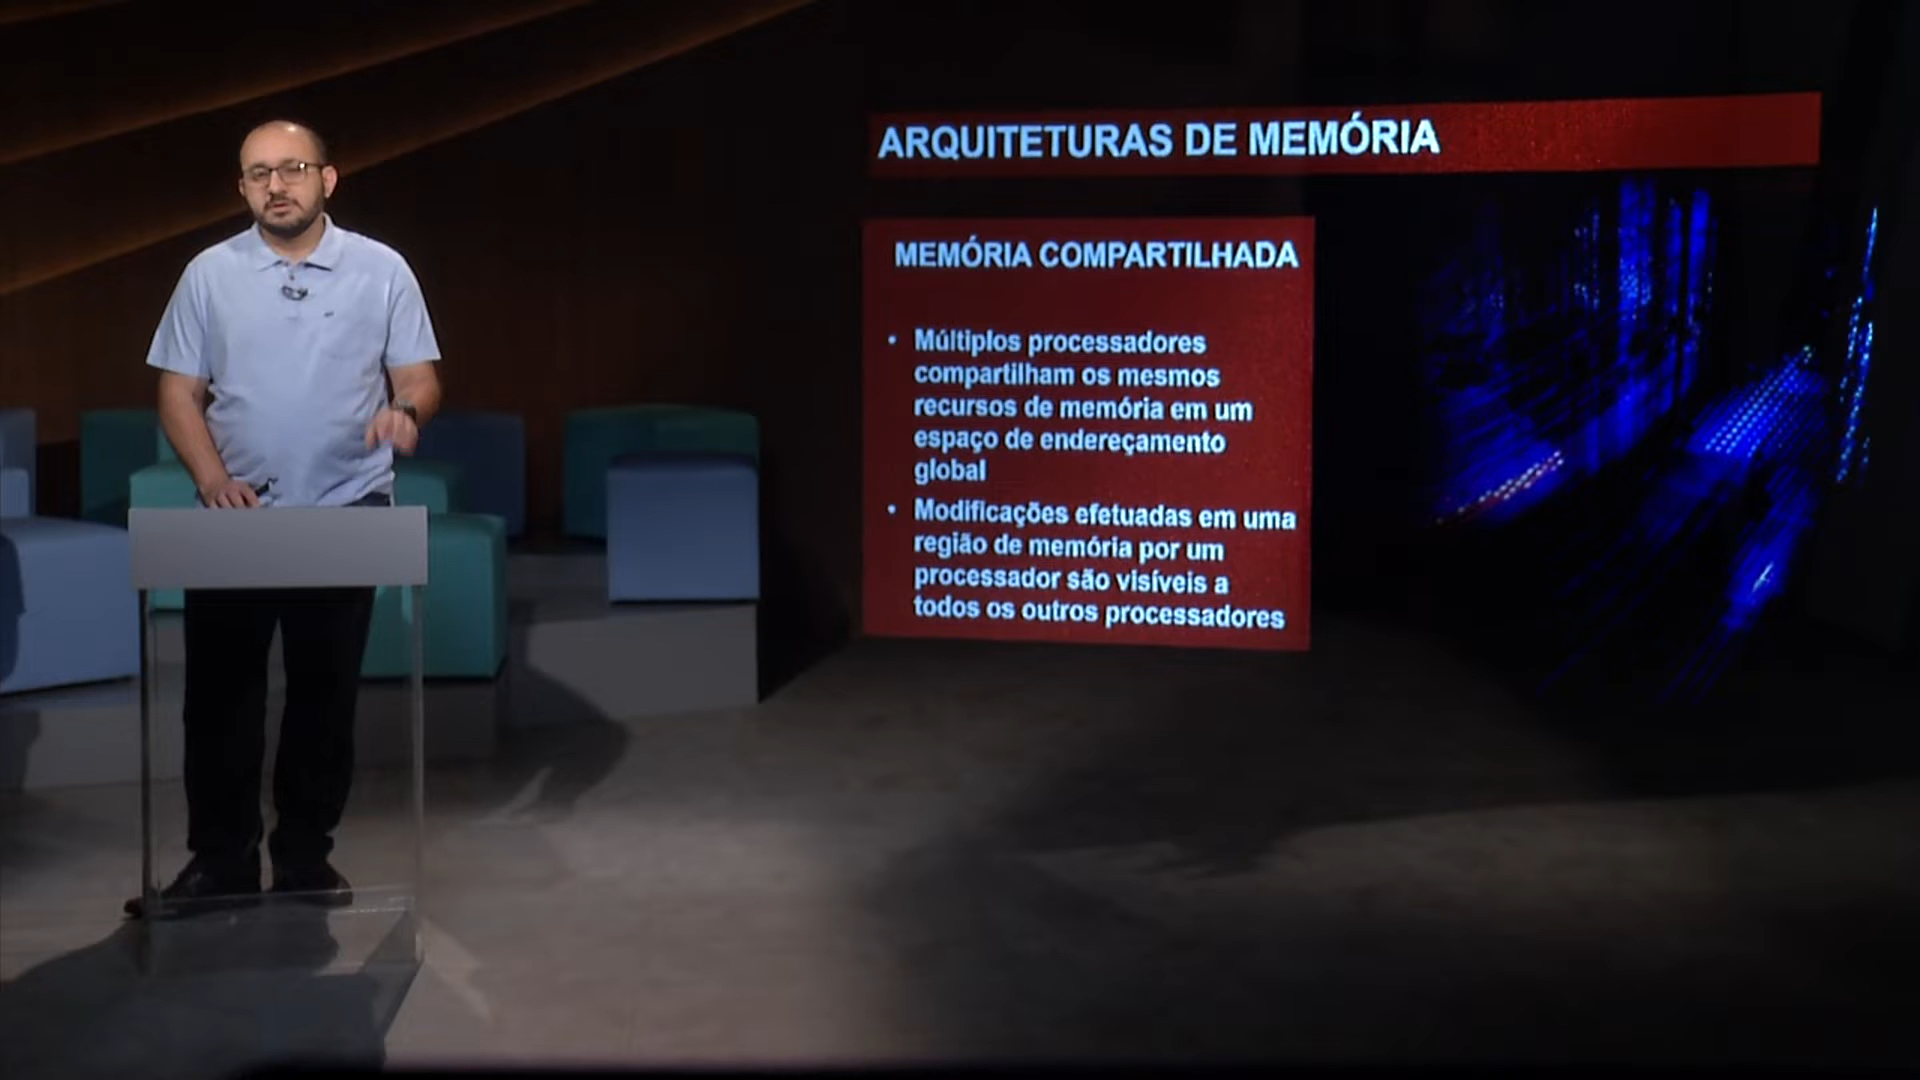 ARQUITETURAS DE MEMÓRIA
MEMÓRIA COMPARTILHADA
• Múltiplos processadores
compartilham os mesmos
recursos de memória em um
espaço de endereçamento
global
• Modificações efetuadas em uma
região de memória por um
processador são visíveis a
todos os outros processadores